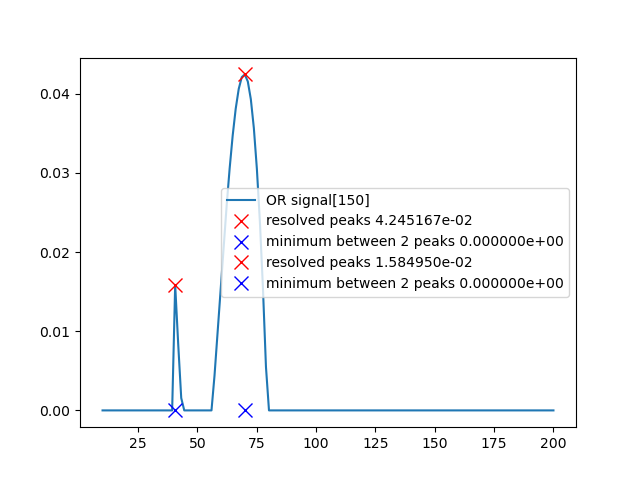 0.04
0.03
0.02
0.01
0.00
OR signal[150]
resolved peaks 4.245167e-02
minimum between 2 peaks 0.000000e+00
resolved peaks 1.584950e-02
minimum between 2 peaks 0.000000e+00
25 50 75 100 125 150 175 200